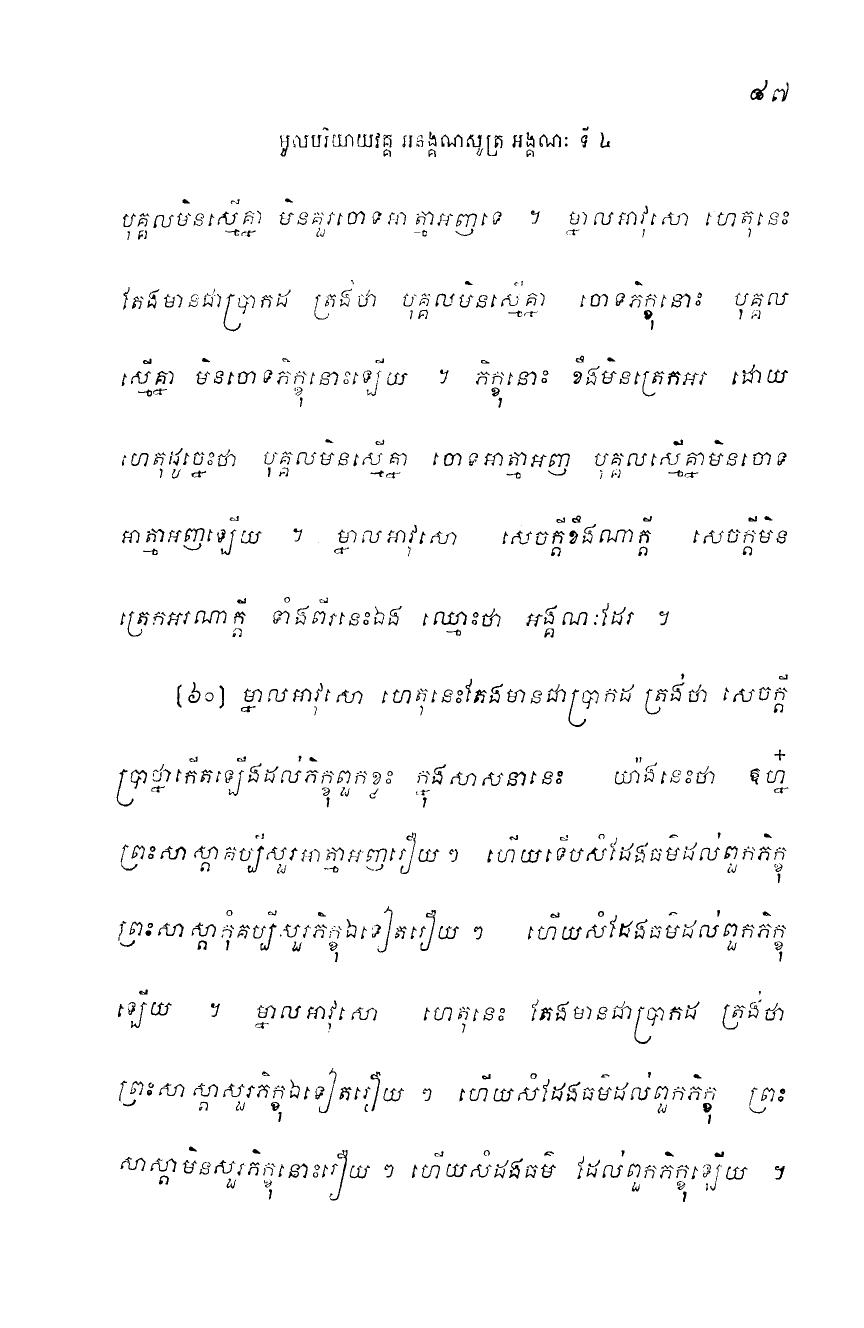 ៤៧
មូលបរិយាយវគ្គ អនង្គណសូត្រ អង្គណៈ ទី ៤
បុគ្គលមិនស្មើគ្នា មិនគួរចោទអាត្មាអញទេ ។ ម្នាលអាវុសោ ហេតុនេះ
តែងមានជាប្រាកដ ត្រង់ថា បុគ្គលមិនស្មើគ្នា ចោទភិក្ខុនោះ បុគ្គល
ស្មើគ្នា មិនចោទភិក្ខុនោះឡើយ ។ ភិក្ខុនោះ ខឹងមិនត្រេកអរ ដោយ
ហេតុដូច្នេះថា បុគ្គលមិនស្មើគ្នា ចោទអាត្មាអញ បុគ្គលស្មើគ្នាមិនចោទ
អាត្មាអញឡើយ ។ ម្នាលអាវុសោ សេចក្តីខឹងណាក្តី សេចក្តីមិន
ត្រេកអរណាក្តី ទាំងពីរនេះឯង ឈ្មោះថា អង្គណៈដែរ ។
(៦០) ម្នាលអាវុសោ ហេតុនេះតែងមានជាប្រាកដ ត្រង់ថា សេចក្តី
ប្រាថ្នាកើតឡើងដល់ភិក្ខុពួកខ្លះ ក្នុងសាសនានេះ យ៉ាងនេះថា ឱហ្ន៎
ព្រះសាស្តាគប្បីសួរអាត្មាអញរឿយ ៗ ហើយទើបសំដែងធម៌ដល់ពួកភិក្ខុ
ព្រះសាស្តាកុំគប្បីសួរភិក្ខុឯទៀតរឿយ ៗ ហើយសំដែងធម៌ដល់ពួកភិក្ខុ
ឡើយ ។ ម្នាលអាវុសោ ហេតុនេះ តែងមានជាប្រាកដ ត្រង់ថា
ព្រះសាស្តាសួរភិក្ខុឯទៀតរឿយ ៗ ហើយសំដែងធម៌ដល់ពួកភិក្ខុ ព្រះ
សាស្តាមិនសួរភិក្ខុនោះរឿយ ៗ ហើយសំដងធម៌ ដែល់ពួកភិក្ខុឡើយ ។